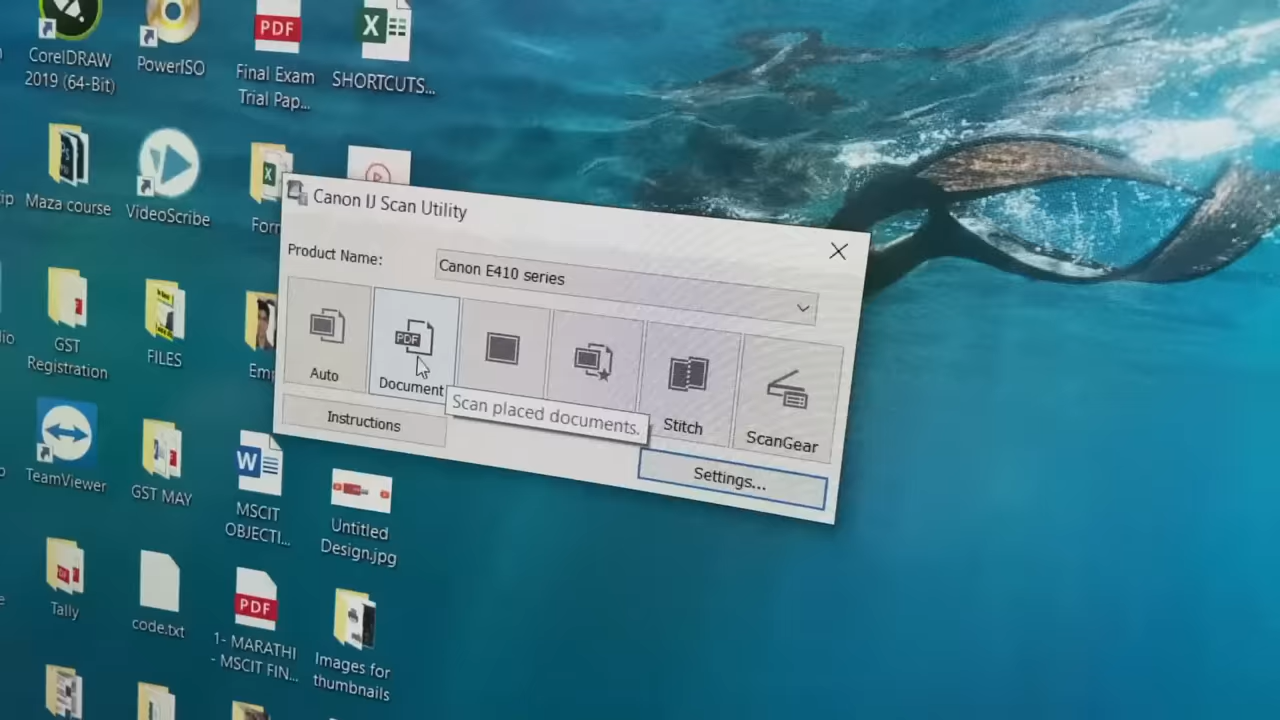 CorelDRAW
2019 (64-Bit)
PowerISO
PDF
Final Exam
Trial Pap...
SHORTCUTS...
Maza course
VideoScribe
Canon IJ Scan Utility
Product Name:
Canon E410 series
Auto
PDF
Document
Scan placed documents.
Stitch
ScanGear
Instructions
Settings...
GST
Registration
FILES
TeamViewer
GST MAY
W
MSCIT
OBJECTI...
Untitled
Design.jpg
Tally
code.txt
PDF
1- MARATHI
- MSCIT FIN...
Images for
thumbnails